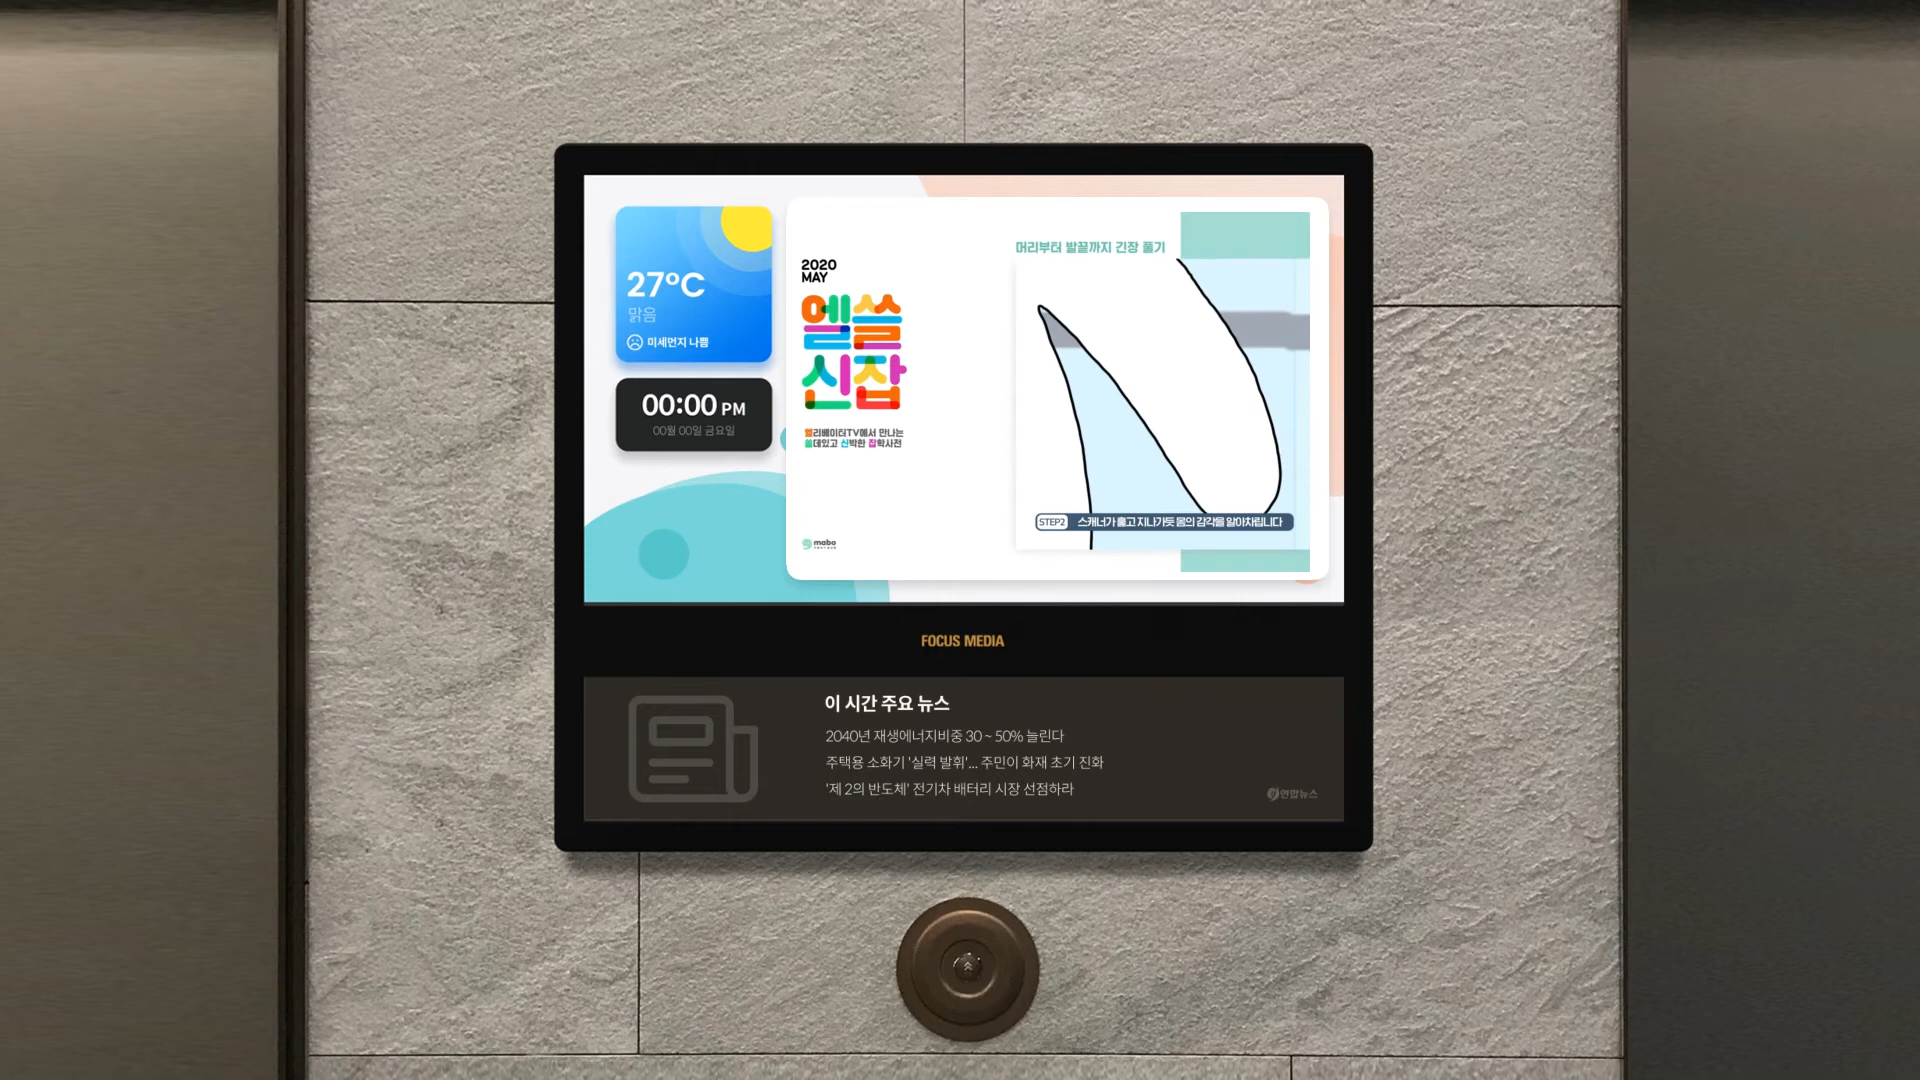 27°C
맑음
미세먼지 나쁨
00:00 PM
00월 00일 금요일
2020
MAY
엘쓸
신잡
엘리베이터TV에서 만나는
쓸데있고 신박한 잡학사전
mabo
머리부터 발끝까지 긴장 풀기
STEP2 스캐너가 훑고 지나가듯 몸의 감각을 알아차립니다
FOCUS MEDIA
이 시간 주요 뉴스
2040년 재생에너지비중 30 ~ 50% 늘린다
주택용 소화기 '실력 발휘'... 주민이 화재 초기 진화
'제 2의 반도체' 전기차 배터리 시장 선점하라
연합뉴스